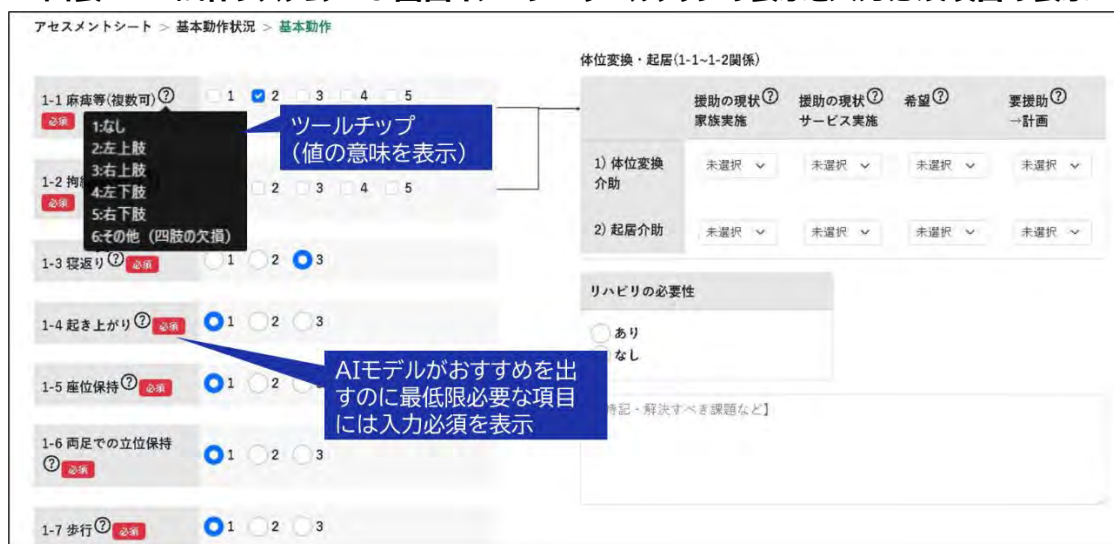 アセスメントシート > 基本動作状況 > 基本動作
体位変換・起居(1-1~1-2関係)
1-1 麻痺等(複数可)?
必須
1 2 3 4 5
1:なし
2:左上肢
3:右上肢
4:左下肢
5:右下肢
6:その他（四肢の欠損）
ツールチップ
（値の意味を表示）
1-2 拘
必須
2 3 4 5
1-3 寝返り? 必須
1 2 3
1-4 起き上がり? 必須
1 2 3
AIモデルがおすすめを出
すのに最低限必要な項目
には入力必須を表示
1-5 座位保持? 必須
1 2
1-6 両足での立位保持
? 必須
1 2 3
1-7 歩行? 必須
1 2 3
援助の現状? 援助の現状? 希望? 要援助?
家族実施 サービス実施 →計画
1) 体位変換
介助
未選択 未選択 未選択 未選択
2) 起居介助
未選択 未選択 未選択 未選択
リハビリの必要性
あり
なし
記・解決すべき課題など】